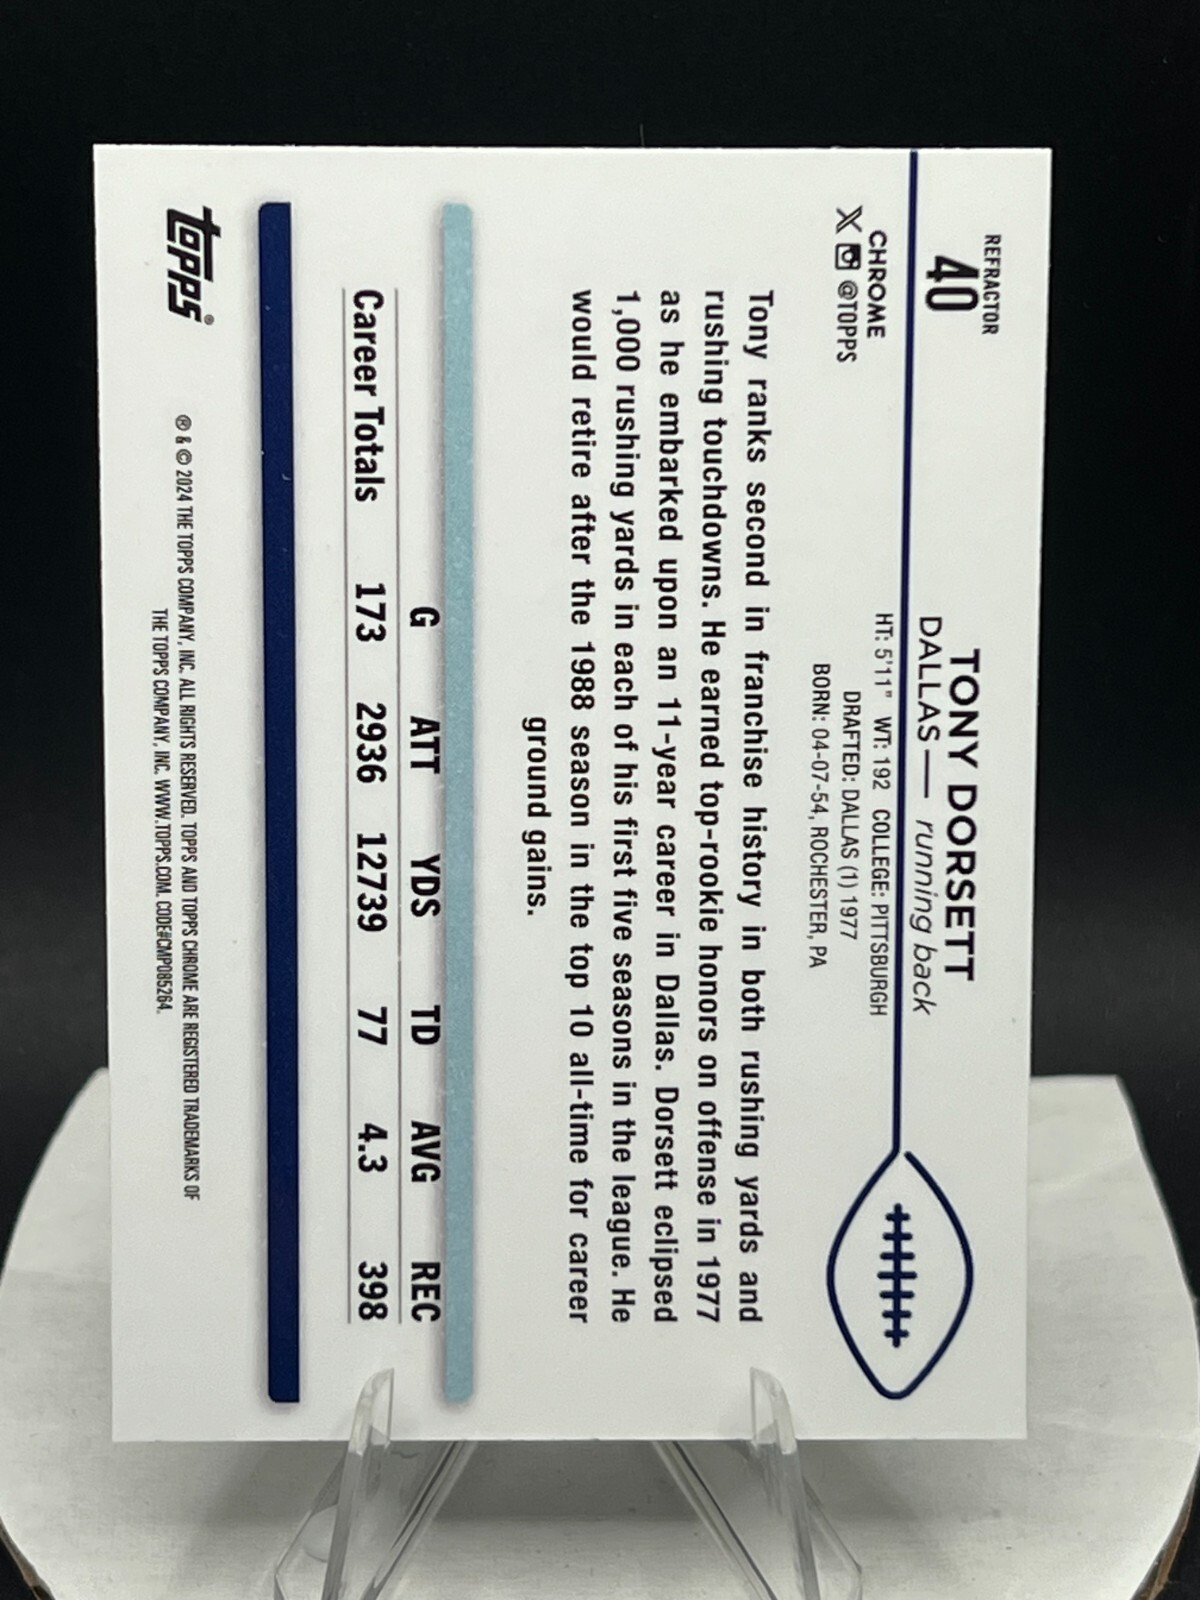 REFRACTOR
40
TONY DORSETT
DALLAS— running back
CHROME
X @TOPPS
HT: 5'11" WT: 192 COLLEGE: PITTSBURGH
DRAFTED: DALLAS (1) 1977
BORN: 04-07-54, ROCHESTER, PA
Tony ranks second in franchise history in both rushing yards and
rushing touchdowns. He earned top-rookie honors on offense in 1977
as he embarked upon an 11-year career in Dallas. Dorsett eclipsed
1,000 rushing yards in each of his first five seasons in the league. He
would retire after the 1988 season in the top 10 all-time for career
ground gains.
G ATT YDS TD AVG REC
Career Totals 173 2936 12739 77 4.3 398
topps®
® & © 2024 THE TOPPS COMPANY, INC. ALL RIGHTS RESERVED. TOPPS AND TOPPS CHROME ARE REGISTERED TRADEMARKS OF
THE TOPPS COMPANY, INC. WWW.TOPPS.COM. CODE#CMP085264.